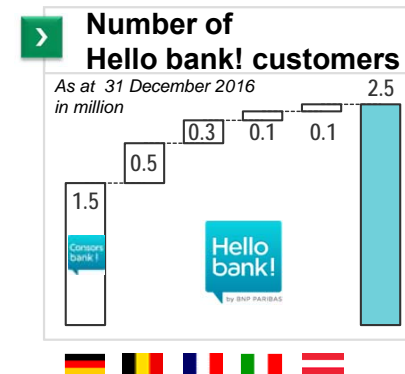 Number of
Hello bank! customers
As at 31 December 2016
in million
2.5
0.3
0.1
0.1
0.5
1.5
Consors
bank!
Hello
bank!
by BNP PARIBAS